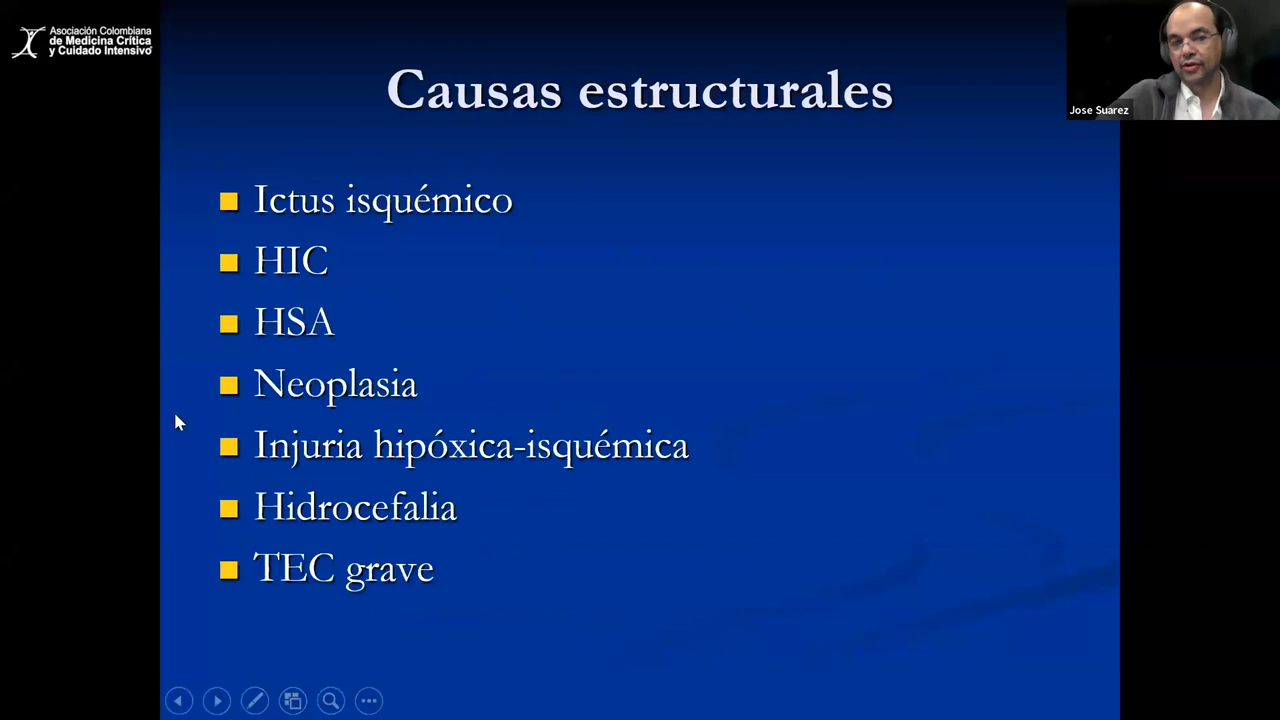 Asociación Colombiana
de Medicina Crítica
y Cuidado Intensivo
Causas estructurales
Jose Suarez
Ictus isquémico
HIC
HSA
Neoplasia
Injuria hipóxica-isquémica
Hidrocefalia
TEC grave